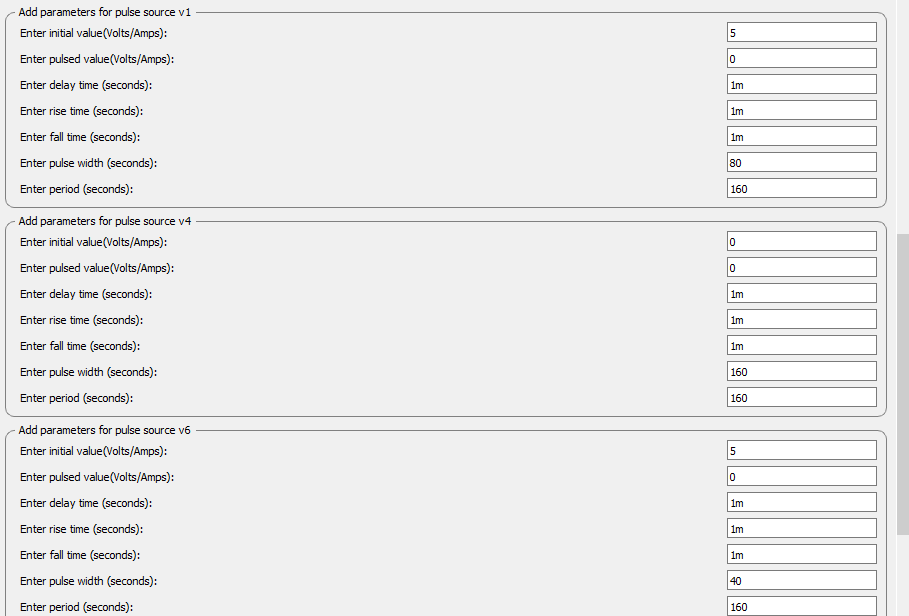 Add parameters for pulse source v1
Enter initial value(Volts/Amps): 5
Enter pulsed value(Volts/Amps): 0
Enter delay time (seconds): 1m
Enter rise time (seconds): 1m
Enter fall time (seconds): 1m
Enter pulse width (seconds): 80
Enter period (seconds): 160
Add parameters for pulse source v4
Enter initial value(Volts/Amps): 0
Enter pulsed value(Volts/Amps): 0
Enter delay time (seconds): 1m
Enter rise time (seconds): 1m
Enter fall time (seconds): 1m
Enter pulse width (seconds): 160
Enter period (seconds): 160
Add parameters for pulse source v6
Enter initial value(Volts/Amps): 5
Enter pulsed value(Volts/Amps): 0
Enter delay time (seconds): 1m
Enter rise time (seconds): 1m
Enter fall time (seconds): 1m
Enter pulse width (seconds): 40
Enter period (seconds): 160